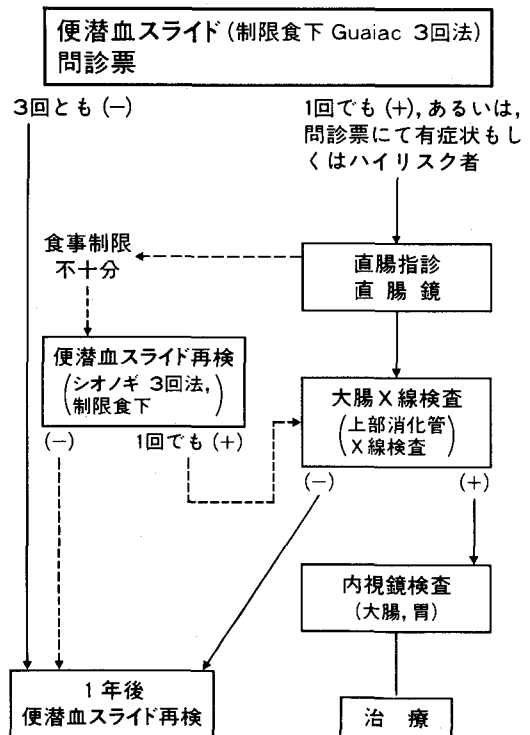 便潜血スライド(制限食下 Guaiac 3回法)
問診票
3回とも (−)
1回でも (+), あるいは,
問診票にて有症状もし
くはハイリスク者
食事制限
不十分
直腸指診
直腸鏡
便潜血スライド再検
(シオノギ 3回法,
制限食下)
大腸X線検査
(上部消化管
X線検査)
(−)
1回でも (+)
(−)
(+)
内視鏡検査
(大腸, 胃)
1年後
便潜血スライド再検
治療